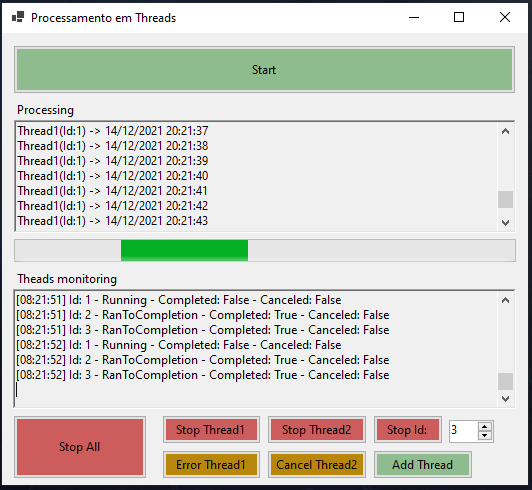 Processamento em Threads
Start
Processing
Thread1(Id:1) -> 14/12/2021 20:21:37
Thread1(Id:1) -> 14/12/2021 20:21:38
Thread1(Id:1) -> 14/12/2021 20:21:39
Thread1(Id:1) -> 14/12/2021 20:21:40
Thread1(Id:1) -> 14/12/2021 20:21:41
Thread1(Id:1) -> 14/12/2021 20:21:42
Thread1(Id:1) -> 14/12/2021 20:21:43
Theads monitoring
[08:21:51] Id: 1 - Running - Completed: False - Canceled: False
[08:21:51] Id: 2 - RanToCompletion - Completed: True - Canceled: False
[08:21:51] Id: 3 - RanToCompletion - Completed: True - Canceled: False
[08:21:52] Id: 1 - Running - Completed: False - Canceled: False
[08:21:52] Id: 2 - RanToCompletion - Completed: True - Canceled: False
[08:21:52] Id: 3 - RanToCompletion - Completed: True - Canceled: False
Stop All
Stop Thread1
Stop Thread2
Stop Id:
3
Error Thread1
Cancel Thread2
Add Thread